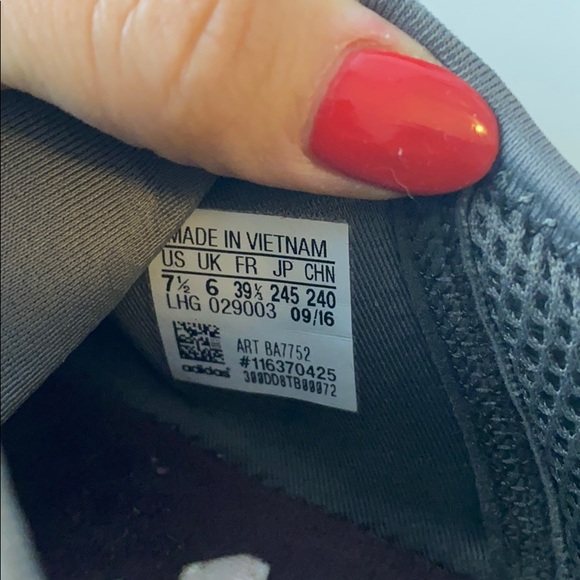 MADE IN VIETNAM
US UK FR JP CHN
7½ 6 39⅓ 245 240
LHG 029003 09/16
ART BA7752
#116370425
adidas